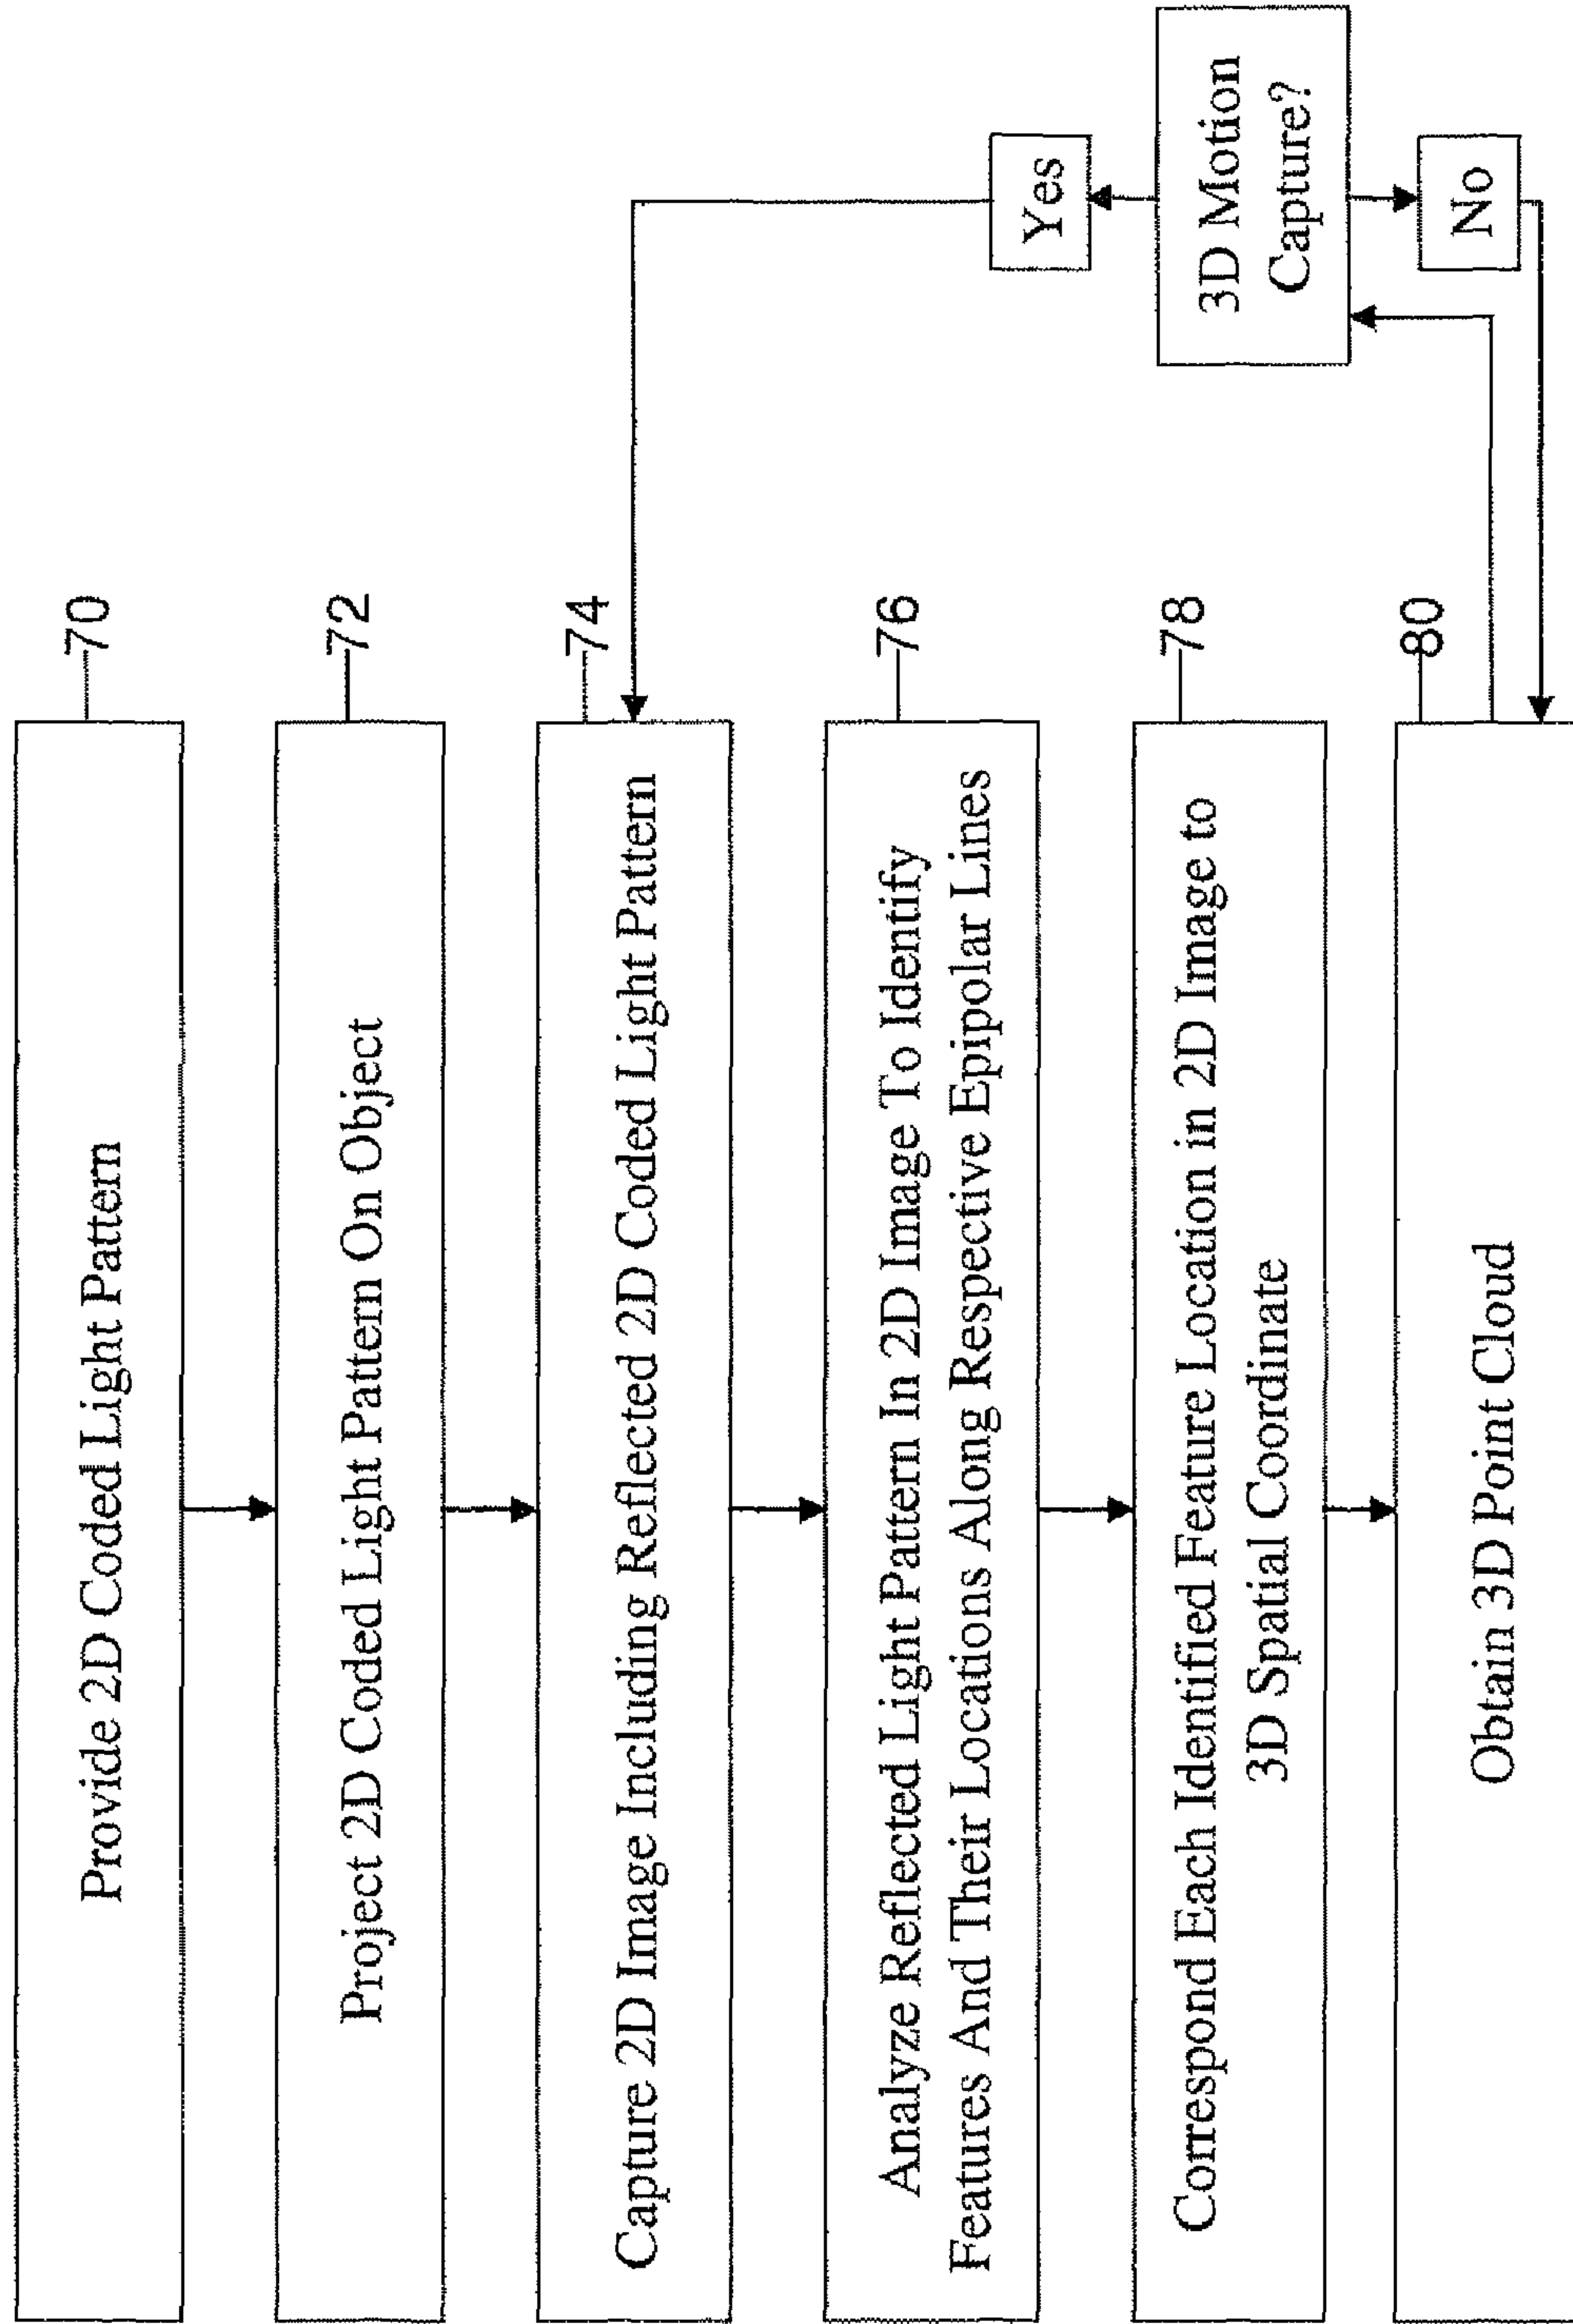 Provide 2D Coded Light Pattern
70
Project 2D Coded Light Pattern On Object
72
Capture 2D Image Including Reflected 2D Coded Light Pattern
74
Analyze Reflected Light Pattern In 2D Image To Identify
Features And Their Locations Along Respective Epipolar Lines
76
Correspond Each Identified Feature Location in 2D Image to
3D Spatial Coordinate
78
Obtain 3D Point Cloud
80
Yes
3D Motion
Capture?
No